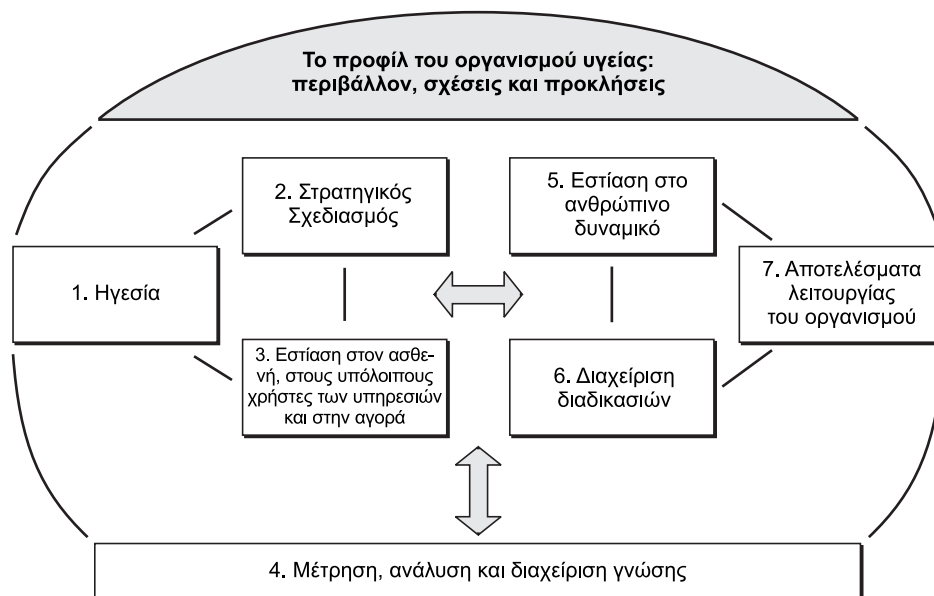 Το προφίλ του οργανισμού υγείας:
περιβάλλον, σχέσεις και προκλήσεις
1. Ηγεσία
2. Στρατηγικός
Σχεδιασμός
3. Εστίαση στον ασθε-
νή, στους υπόλοιπους
χρήστες των υπηρεσιών
και στην αγορά
5. Εστίαση στο
ανθρώπινο
δυναμικό
6. Διαχείριση
διαδικασιών
7. Αποτελέσματα
λειτουργίας
του οργανισμού
4. Μέτρηση, ανάλυση και διαχείριση γνώσης